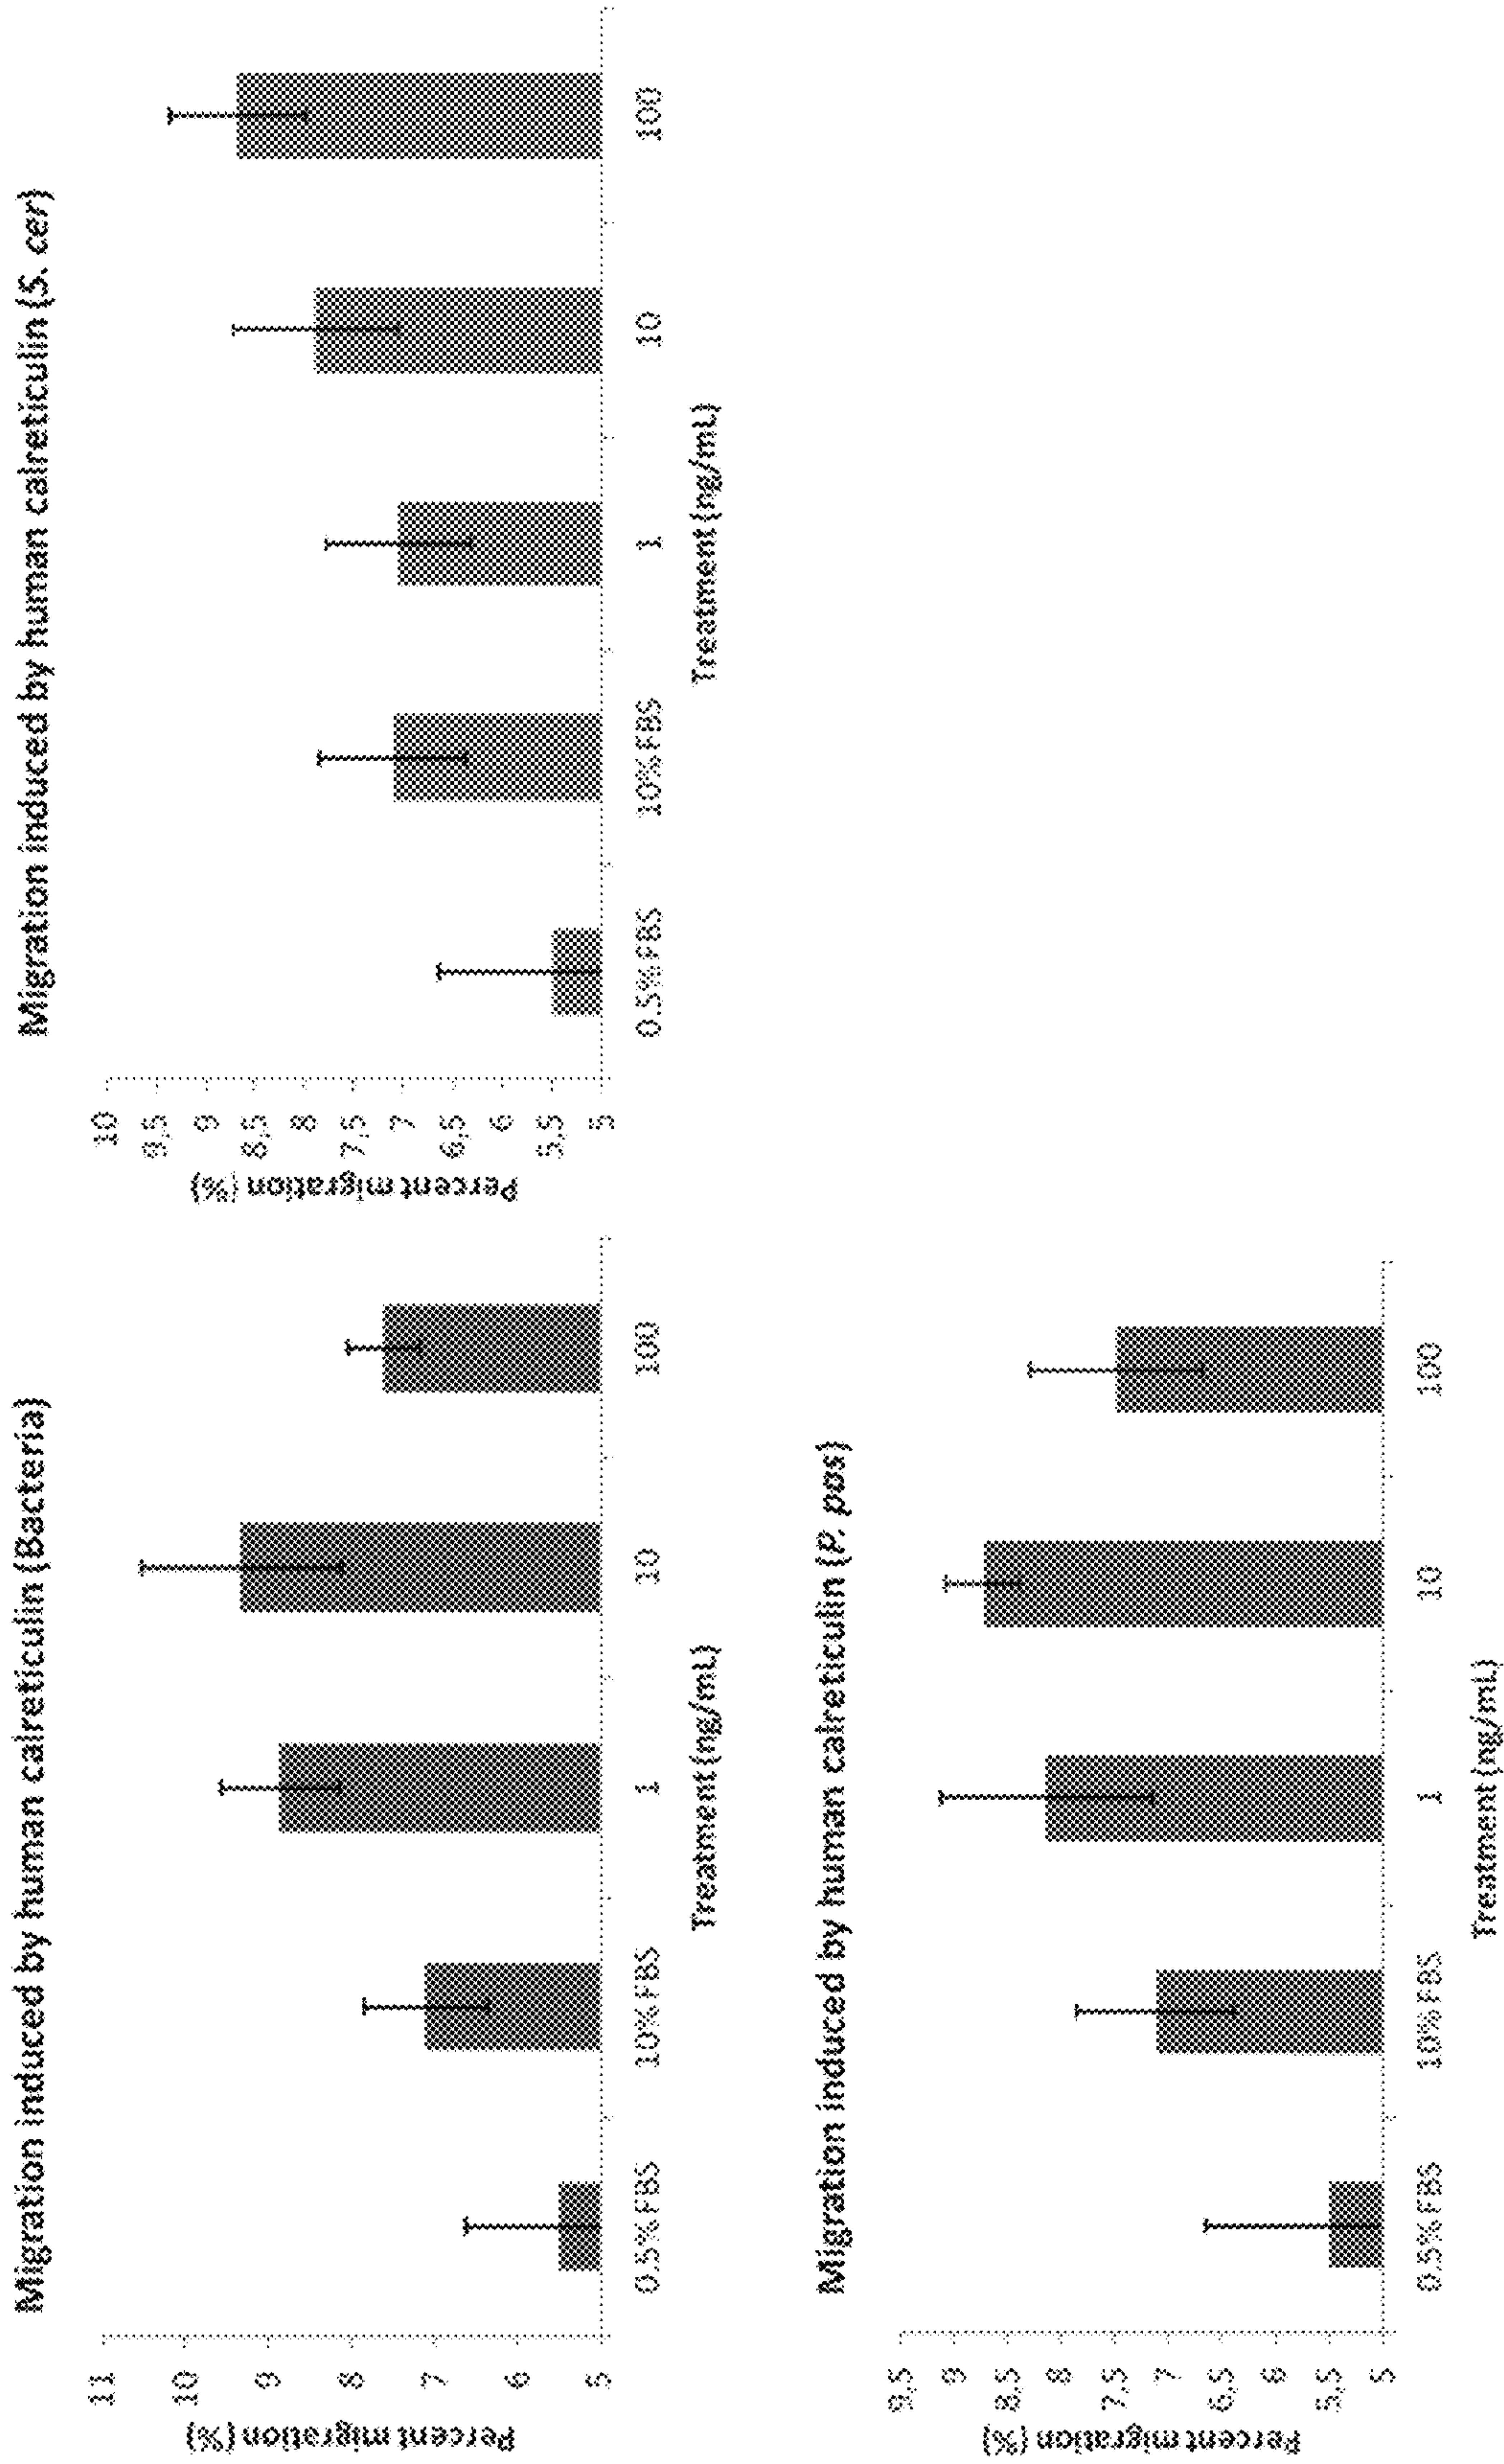 Migration induced by human calreticulin (Bacteria)
Percent migration (%)
11
10
9
8
7
6
5
0.5% FBS
10% FBS
1
10
100
Treatment (ng/mL)
Migration induced by human calreticulin (S. cer)
Percent migration (%)
10
9,5
9
8,5
8
7,5
7
6,5
6
5,5
5
0.5% FBS
10% FBS
1
10
100
Treatment (ng/mL)
Migration induced by human calreticulin (P. pas)
Percent migration (%)
9,5
9
8,5
8
7,5
7
6,5
6
5,5
5
0.5% FBS
10% FBS
1
10
100
Treatment (ng/mL)